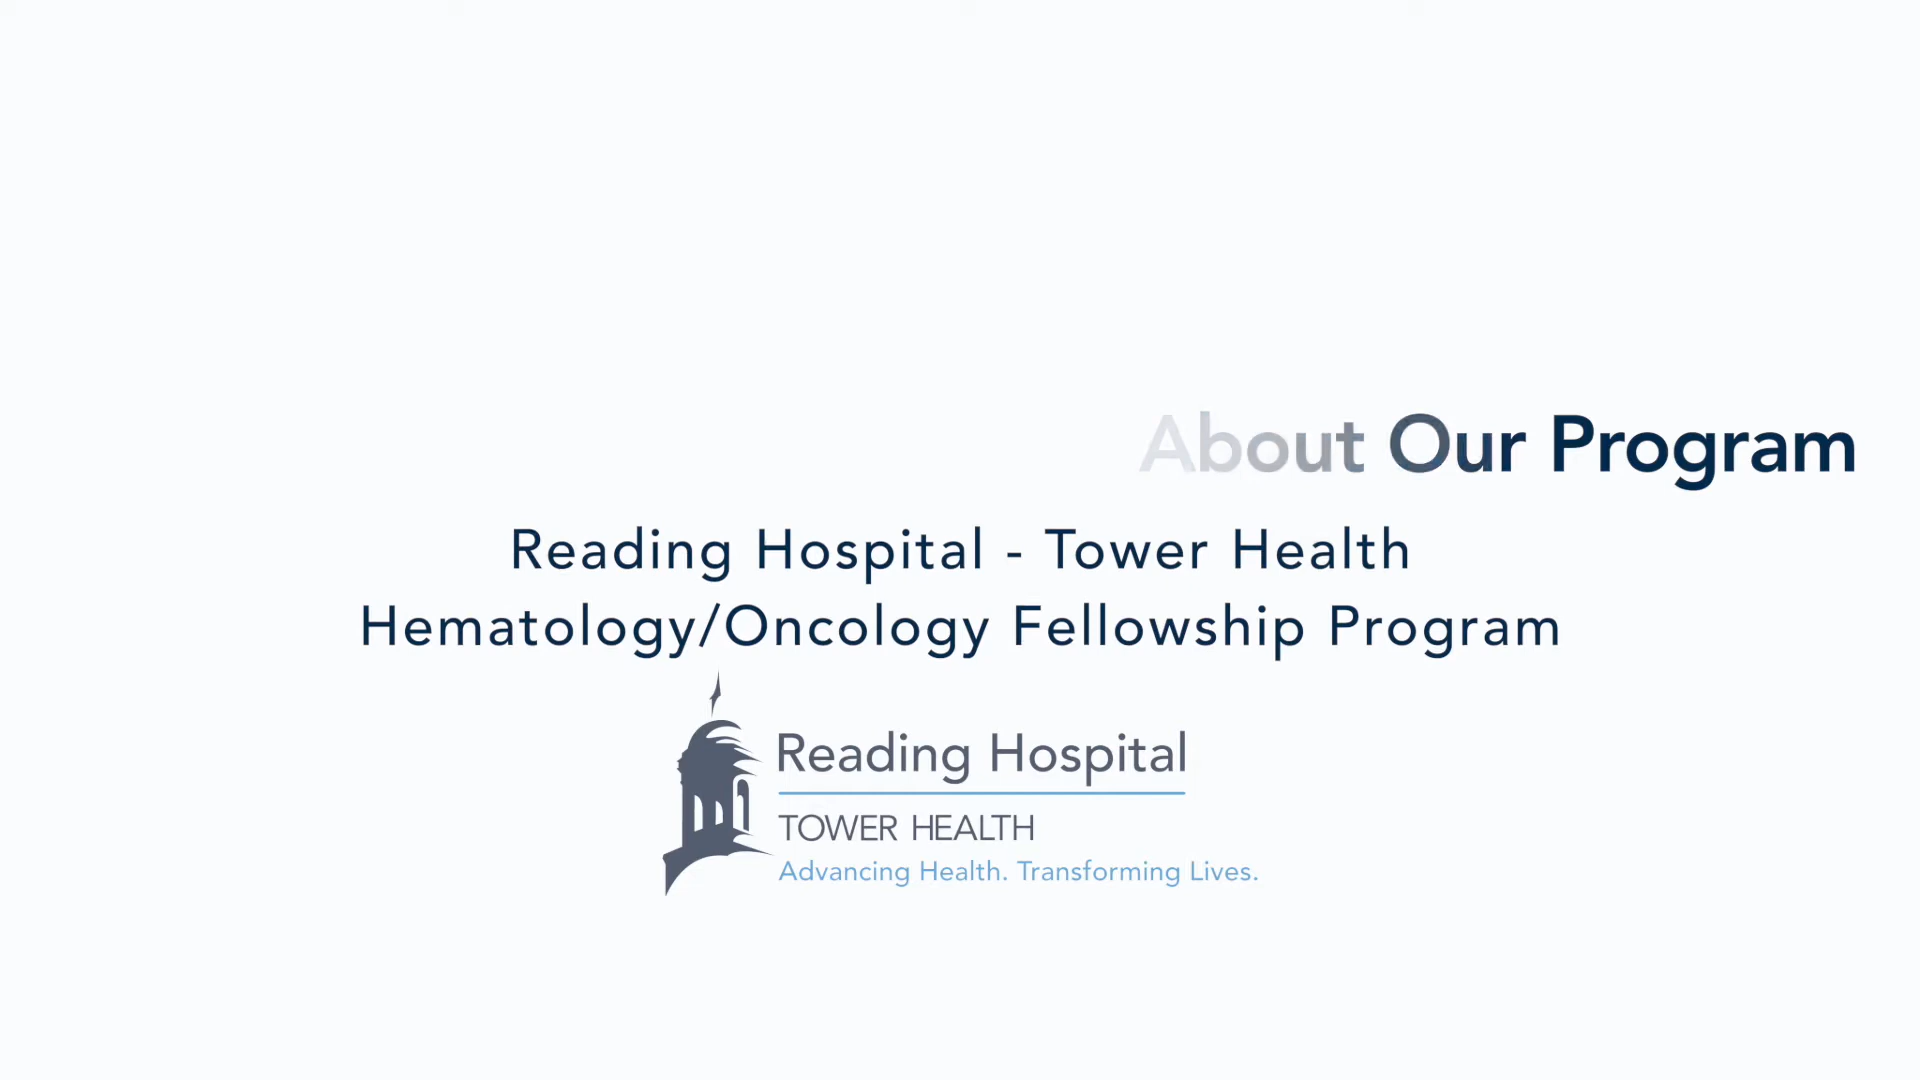 About Our Program
Reading Hospital - Tower Health
Hematology/Oncology Fellowship Program
Reading Hospital
TOWER HEALTH
Advancing Health. Transforming Lives.